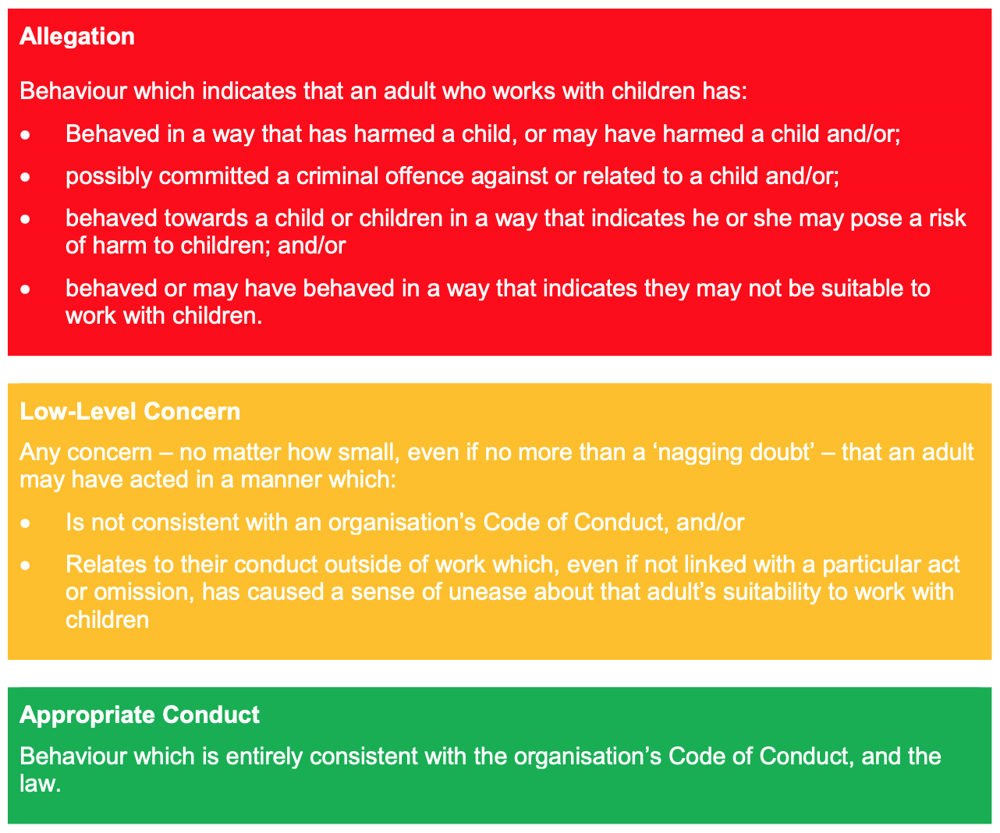 Allegation
Behaviour which indicates that an adult who works with children has:
• Behaved in a way that has harmed a child, or may have harmed a child and/or;
• possibly committed a criminal offence against or related to a child and/or;
• behaved towards a child or children in a way that indicates he or she may pose a risk
of harm to children; and/or
• behaved or may have behaved in a way that indicates they may not be suitable to
work with children.
Low-Level Concern
Any concern – no matter how small, even if no more than a ‘nagging doubt’ – that an adult
may have acted in a manner which:
• Is not consistent with an organisation’s Code of Conduct, and/or
• Relates to their conduct outside of work which, even if not linked with a particular act
or omission, has caused a sense of unease about that adult’s suitability to work with
children
Appropriate Conduct
Behaviour which is entirely consistent with the organisation’s Code of Conduct, and the
law.